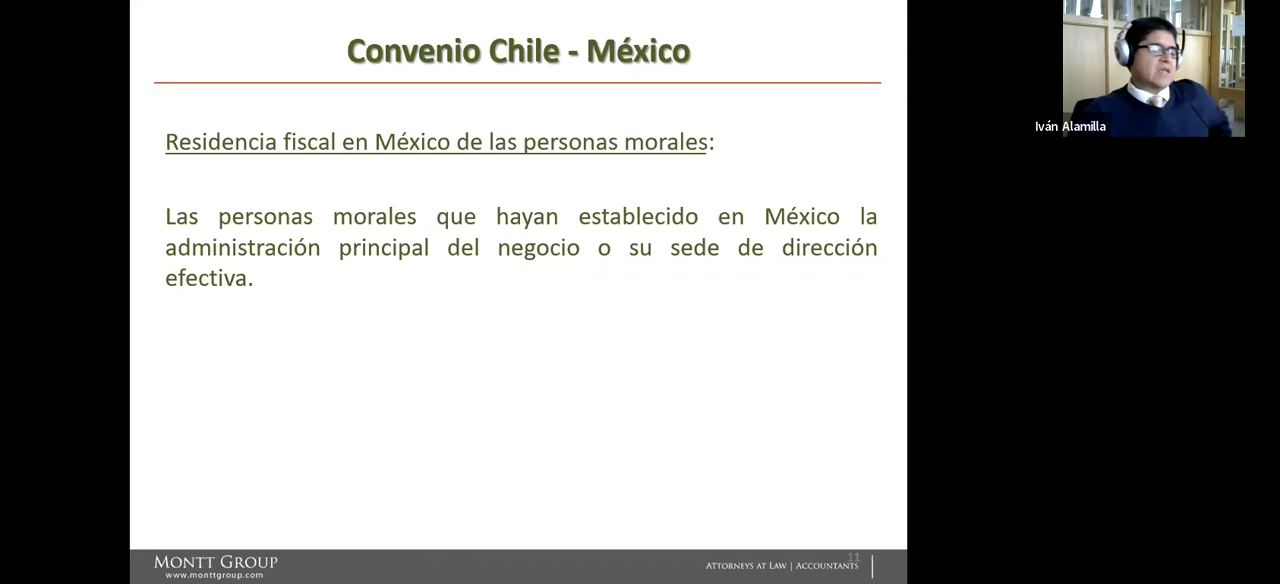 Convenio Chile - México
Iván Alamilla
Residencia fiscal en México de las personas morales:
Las personas morales que hayan establecido en México la
administración principal del negocio o su sede de dirección
efectiva.
11
MONTT GROUP
www.monttgroup.com
ATTORNEYS AT LAW | ACCOUNTANTS